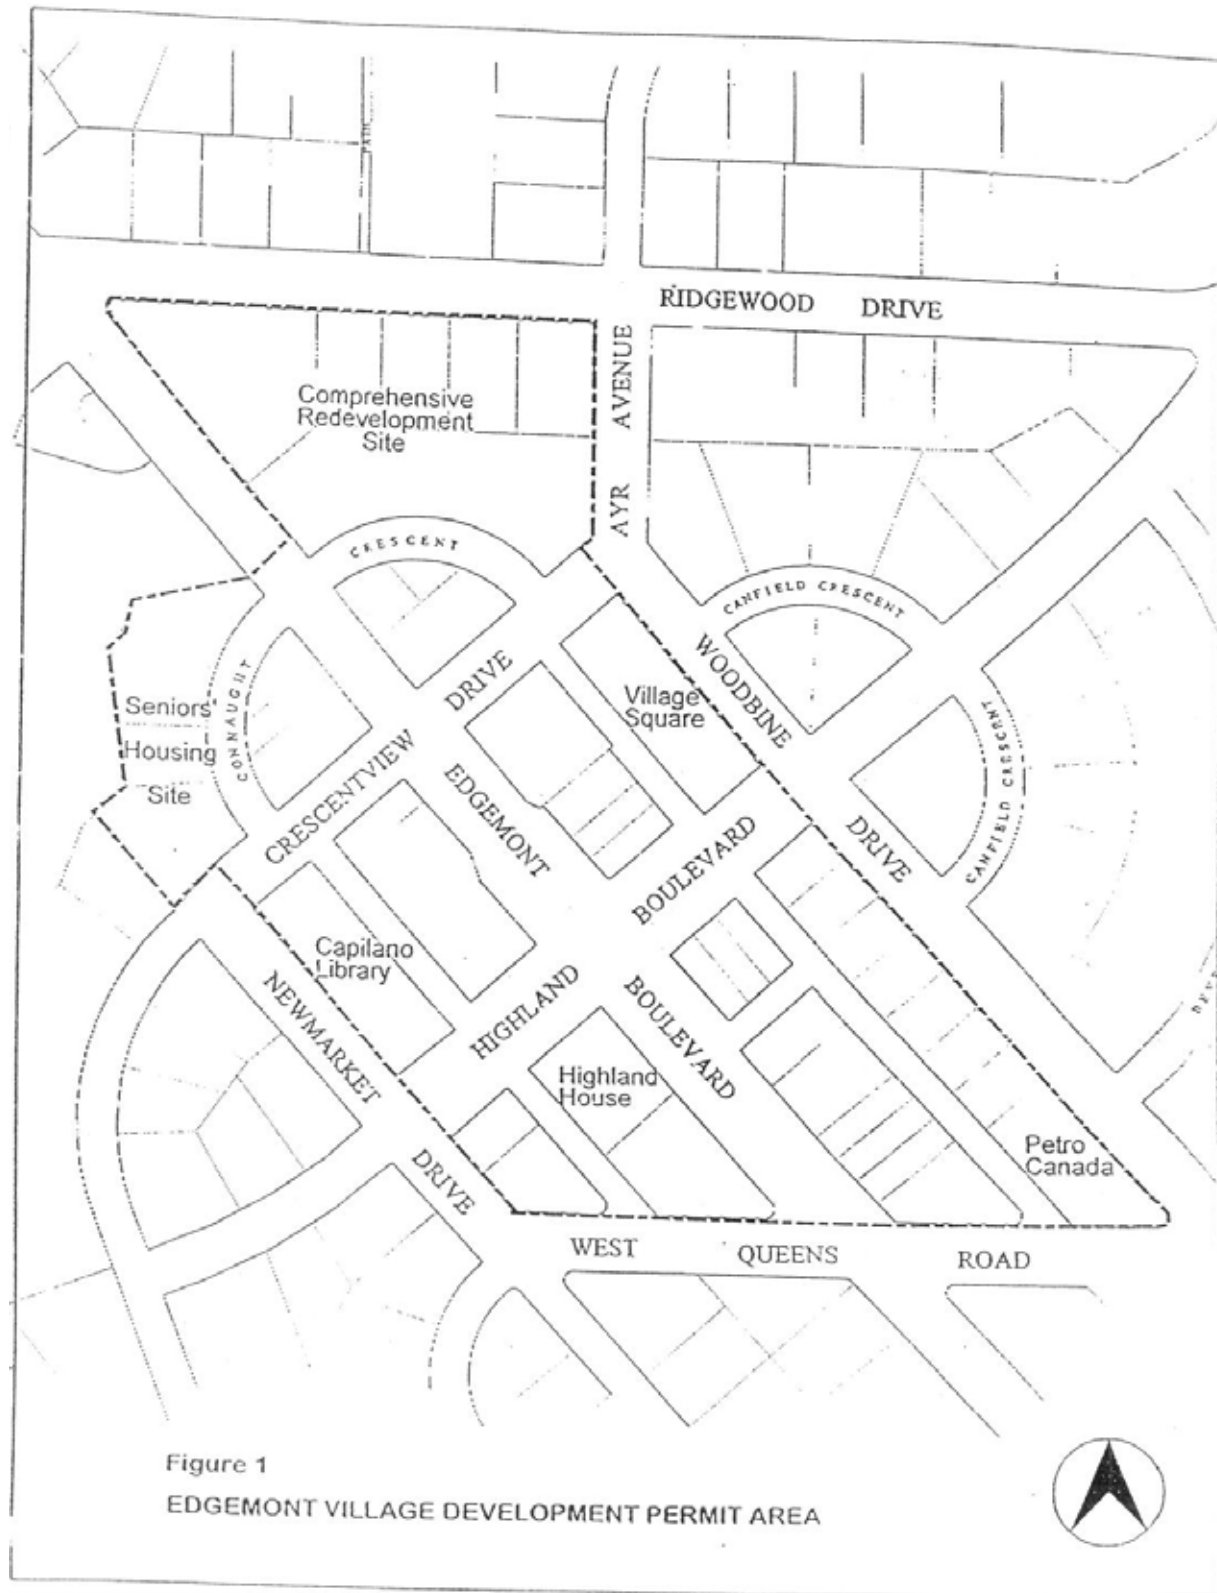 RIDGEWOOD DRIVE
AYR AVENUE
Comprehensive
Redevelopment
Site
CRESCENT
CANFIELD CRESCENT
WOODBINE
DRIVE
Village
Square
CANFIELD CRESCENT
CONNAUGHT
Seniors
Housing
Site
CRESCENTVIEW
DRIVE
EDGEMONT
BOULEVARD
HIGHLAND
BOULEVARD
Capilano
Library
NEWMARKET
DRIVE
Highland
House
Petro
Canada
WEST QUEENS ROAD
Figure 1
EDGEMONT VILLAGE DEVELOPMENT PERMIT AREA